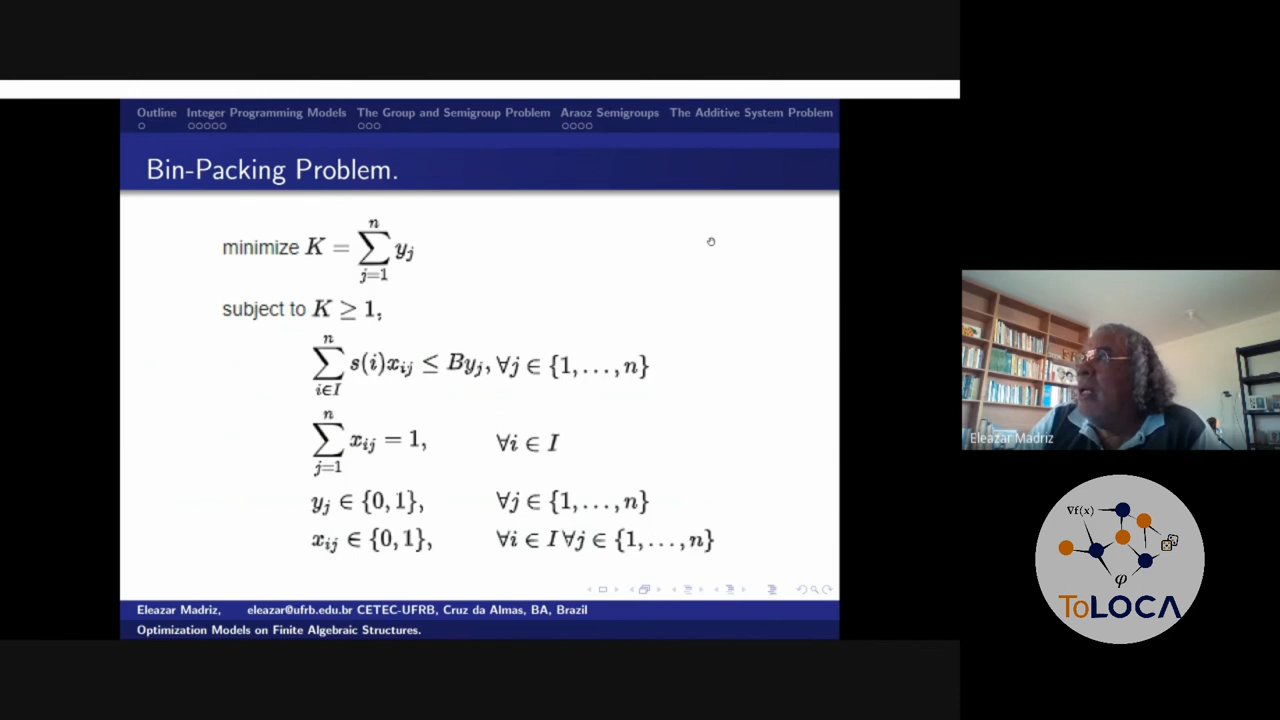 Outline Integer Programming Models The Group and Semigroup Problem Araoz Semigroups The Additive System Problem
Bin-Packing Problem.
minimize K = \sum_{j=1}^{n} y_j
subject to K ≥ 1,
\sum_{i∈I}^{n} s(i)x_{ij} ≤ By_j, ∀j ∈ {1, . . . , n}
\sum_{j=1}^{n} x_{ij} = 1, ∀i ∈ I
y_j ∈ {0, 1}, ∀j ∈ {1, . . . , n}
x_{ij} ∈ {0, 1}, ∀i ∈ I ∀j ∈ {1, . . . , n}
Eleazar Madriz, eleazar@ufrb.edu.br CETEC-UFRB, Cruz da Almas, BA, Brazil
Optimization Models on Finite Algebraic Structures.
Eleazar Madriz
∇f(x)
φ
ToLOCA